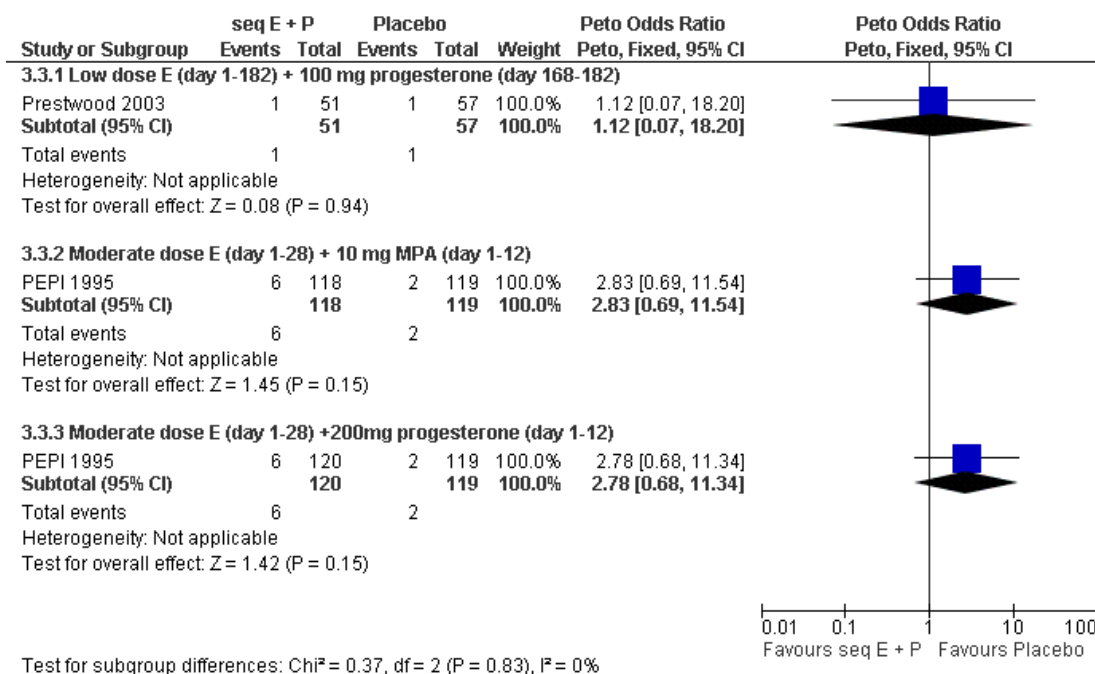 seq E + P Placebo Peto Odds Ratio Peto Odds Ratio
Study or Subgroup Events Total Events Total Weight Peto, Fixed, 95% CI Peto, Fixed, 95% CI
3.3.1 Low dose E (day 1-182) + 100 mg progesterone (day 168-182)
Prestwood 2003 1 51 1 57 100.0% 1.12 [0.07, 18.20]
Subtotal (95% CI) 51 57 100.0% 1.12 [0.07, 18.20]
Total events 1 1
Heterogeneity: Not applicable
Test for overall effect: Z = 0.08 (P = 0.94)
3.3.2 Moderate dose E (day 1-28) + 10 mg MPA (day 1-12)
PEPI 1995 6 118 2 119 100.0% 2.83 [0.69, 11.54]
Subtotal (95% CI) 118 119 100.0% 2.83 [0.69, 11.54]
Total events 6 2
Heterogeneity: Not applicable
Test for overall effect: Z = 1.45 (P = 0.15)
3.3.3 Moderate dose E (day 1-28) +200mg progesterone (day 1-12)
PEPI 1995 6 120 2 119 100.0% 2.78 [0.68, 11.34]
Subtotal (95% CI) 120 119 100.0% 2.78 [0.68, 11.34]
Total events 6 2
Heterogeneity: Not applicable
Test for overall effect: Z = 1.42 (P = 0.15)
0.01 0.1 1 10 100
Favours seq E + P Favours Placebo
Test for subgroup differences: Chi² = 0.37, df = 2 (P = 0.83), I² = 0%